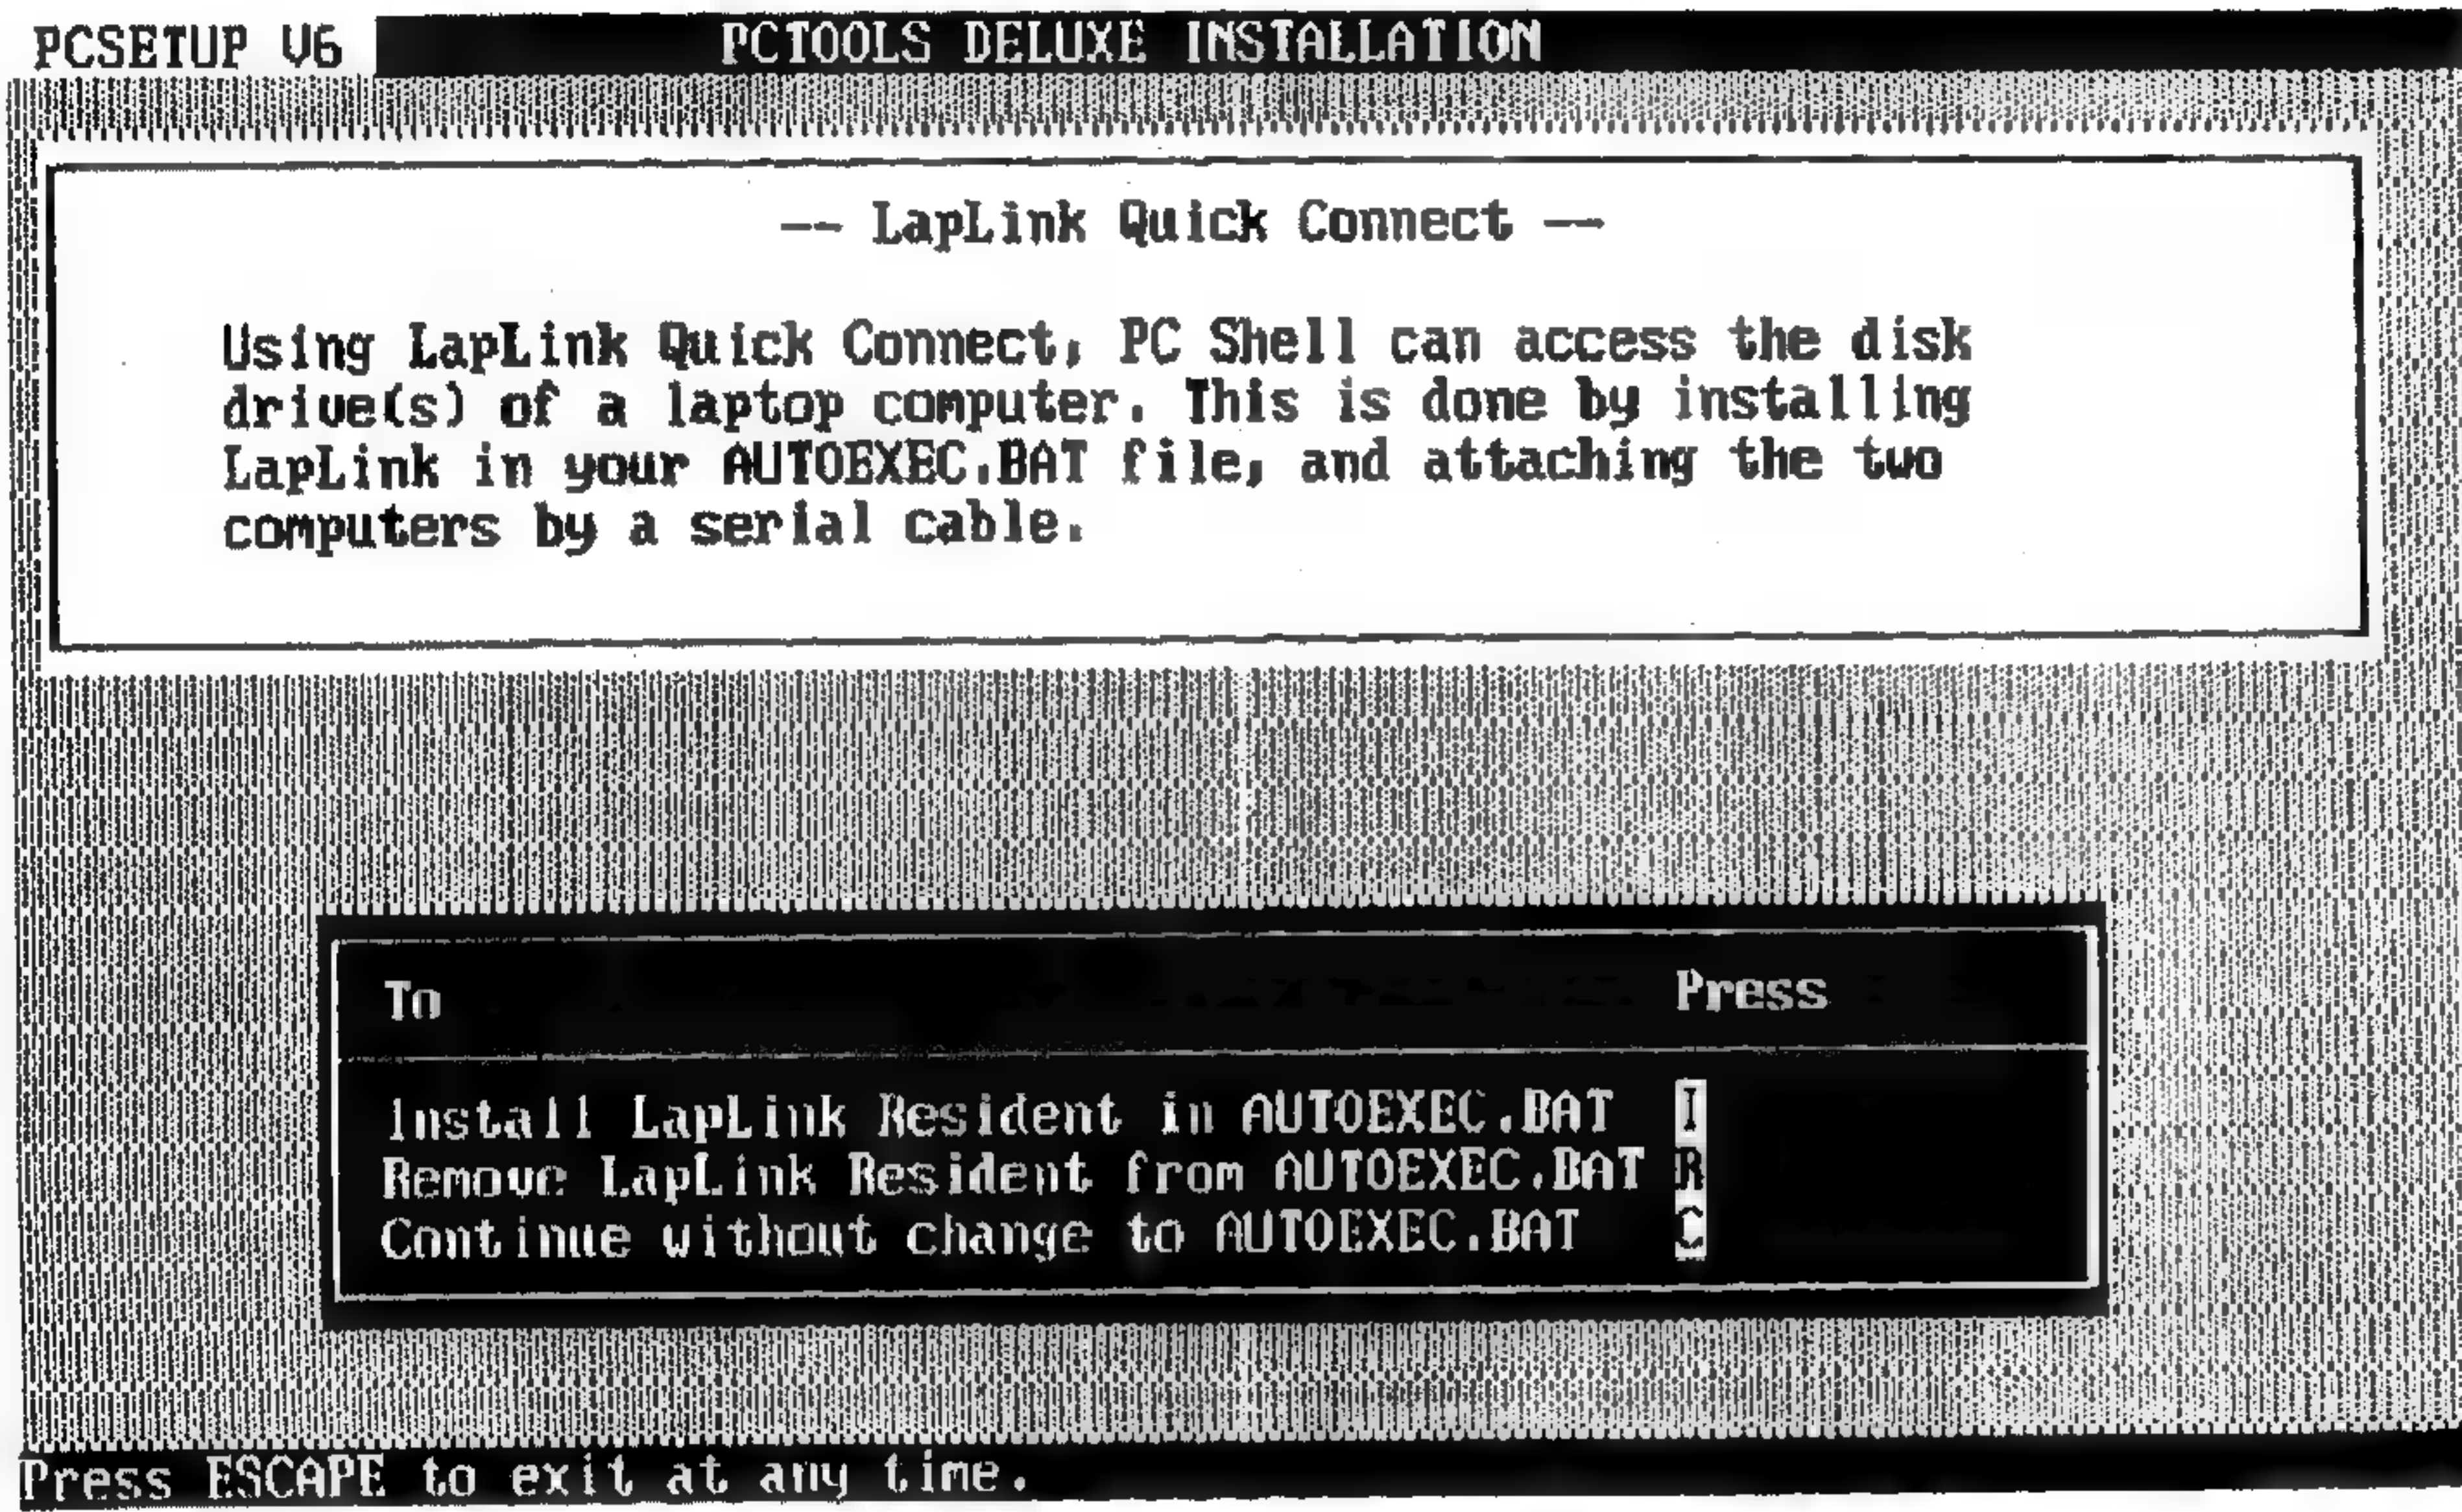 PCSETUP V6 PCTOOLS DELUXE INSTALLATION
-- LapLink Quick Connect --
Using LapLink Quick Connect, PC Shell can access the disk
drive(s) of a laptop computer. This is done by installing
LapLink in your AUTOEXEC.BAT file, and attaching the two
computers by a serial cable.
To Press
Install LapLink Resident in AUTOEXEC.BAT I
Remove LapLink Resident from AUTOEXEC.BAT R
Continue without change to AUTOEXEC.BAT C
Press ESCAPE to exit at any time.